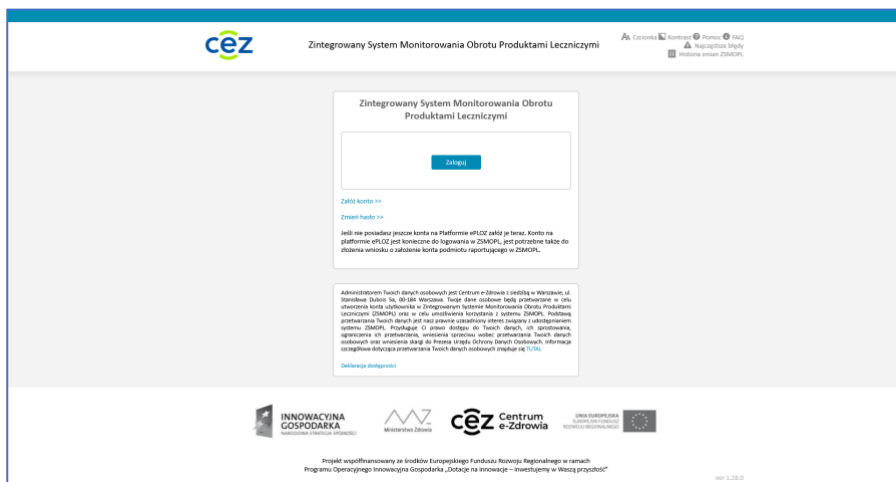 cez
Zintegrowany System Monitorowania Obrotu Produktami Leczniczymi
Czcionka Kontrast Pomoc FAQ
Najczęstsze błędy
Historia zmian ZSMOPL
Zintegrowany System Monitorowania Obrotu
Produktami Leczniczymi
Zaloguj
Załóż konto >>
Zmień hasło >>
Jeśli nie posiadasz jeszcze konta na Platformie ePLOZ załóż je teraz. Konto na
platformie ePLOZ jest konieczne do logowania w ZSMOPL, jest potrzebne także do
złożenia wniosku o założenie konta podmiotu raportującego w ZSMOPL.
Administratorem Twoich danych osobowych jest Centrum e-Zdrowia z siedzibą w Warszawie, ul.
Stanisława Dubois 5a, 00-184 Warszawa. Twoje dane osobowe będą przetwarzane w celu
utworzenia konta użytkownika w Zintegrowanym Systemie Monitorowania Obrotu Produktami
Leczniczymi (ZSMOPL) oraz w celu umożliwienia korzystania z systemu ZSMOPL. Podstawą
przetwarzania Twoich danych jest nasz prawnie uzasadniony interes związany z udostępnianiem
systemu ZSMOPL. Przysługuje Ci prawo dostępu do Twoich danych, ich sprostowania,
ograniczenia ich przetwarzania, wniesienia sprzeciwu wobec przetwarzania Twoich danych
osobowych oraz wniesienia skargi do Prezesa Urzędu Ochrony Danych Osobowych. Informacja
szczegółowa dotycząca przetwarzania Twoich danych osobowych znajduje się TUTAJ.
Deklaracja dostępności
INNOWACYJNA
GOSPODARKA
NARODOWA STRATEGIA SPÓJNOŚCI
Ministerstwo Zdrowia
cez Centrum
e-Zdrowia
UNIA EUROPEJSKA
EUROPEJSKI FUNDUSZ
ROZWOJU REGIONALNEGO
Projekt współfinansowany ze środków Europejskiego Funduszu Rozwoju Regionalnego w ramach
Programu Operacyjnego Innowacyjna Gospodarka „Dotacje na innowacje – inwestujemy w Waszą przyszłość"
ver 1.28.0